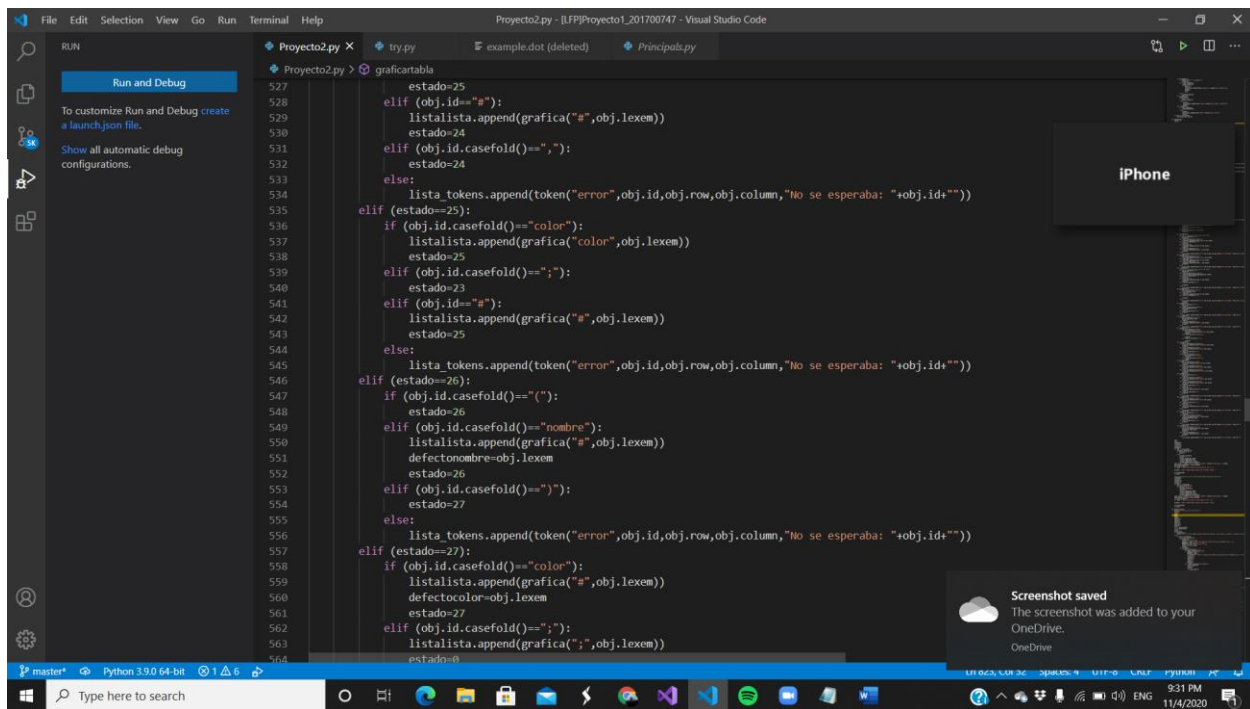 File Edit Selection View Go Run Terminal Help
Proyecto2.py - [LFP]Proyecto1_201700747 - Visual Studio Code
RUN
Run and Debug
To customize Run and Debug create
a launch.json file.
Show all automatic debug
configurations.
5K
Proyecto2.py
try.py
example.dot (deleted)
Principals.py
Proyecto2.py > graficartabla
527 estado=25
528 elif (obj.id=="#"):
529 listalista.append(grafica("#",obj.lexem))
530 estado=24
531 elif (obj.id.casefold()==","):
532 estado=24
533 else:
534 lista_tokens.append(token("error",obj.id,obj.row,obj.column,"No se esperaba: "+obj.id+""))
535 elif (estado==25):
536 if (obj.id.casefold()=="color"):
537 listalista.append(grafica("color",obj.lexem))
538 estado=25
539 elif (obj.id.casefold()==";"):
540 estado=23
541 elif (obj.id=="#"):
542 listalista.append(grafica("#",obj.lexem))
543 estado=25
544 else:
545 lista_tokens.append(token("error",obj.id,obj.row,obj.column,"No se esperaba: "+obj.id+""))
546 elif (estado==26):
547 if (obj.id.casefold()=="("):
548 estado=26
549 elif (obj.id.casefold()=="nombre"):
550 listalista.append(grafica("#",obj.lexem))
551 defectonombre=obj.lexem
552 estado=26
553 elif (obj.id.casefold()==")"):
554 estado=27
555 else:
556 lista_tokens.append(token("error",obj.id,obj.row,obj.column,"No se esperaba: "+obj.id+""))
557 elif (estado==27):
558 if (obj.id.casefold()=="color"):
559 listalista.append(grafica("#",obj.lexem))
560 defectocolor=obj.lexem
561 estado=27
562 elif (obj.id.casefold()==";"):
563 listalista.append(grafica(";",obj.lexem))
564 estado=0
iPhone
Screenshot saved
The screenshot was added to your
OneDrive.
OneDrive
master* Python 3.9.0 64-bit 1 6
Ln 823, Col 52 Spaces: 4 UTF-8 CRLF Python
Type here to search
ENG
9:31 PM
11/4/2020
1